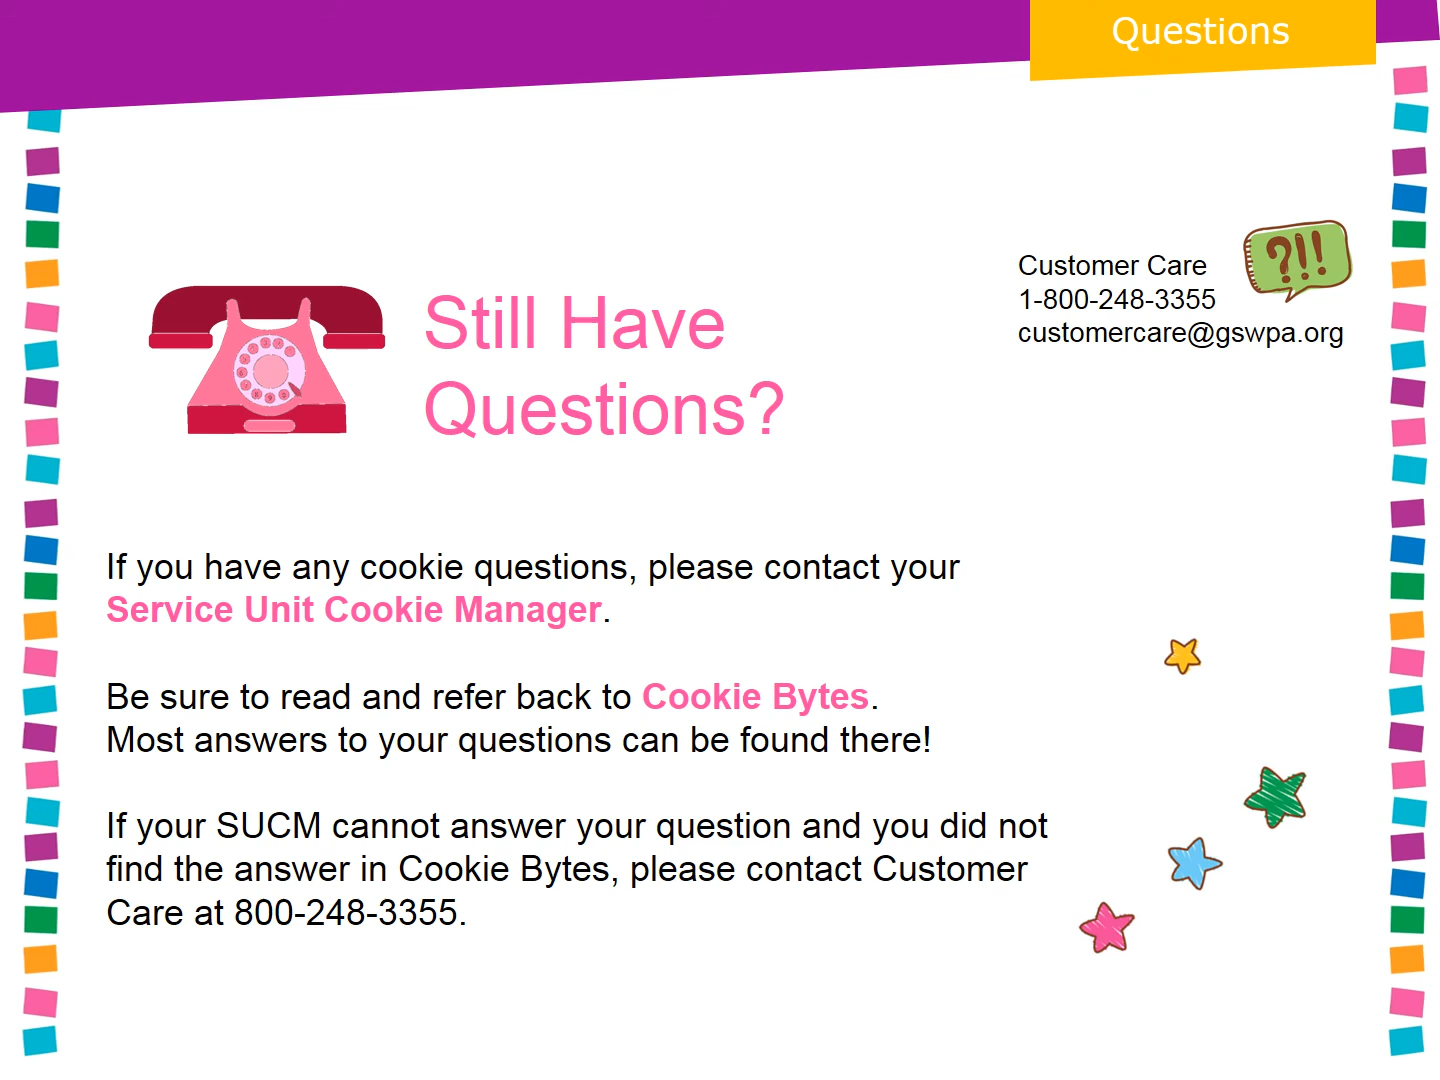 Questions
Customer Care
1-800-248-3355
customercare@gswpa.org
?!!
Still Have
Questions?
If you have any cookie questions, please contact your
Service Unit Cookie Manager.
Be sure to read and refer back to Cookie Bytes.
Most answers to your questions can be found there!
If your SUCM cannot answer your question and you did not
find the answer in Cookie Bytes, please contact Customer
Care at 800-248-3355.